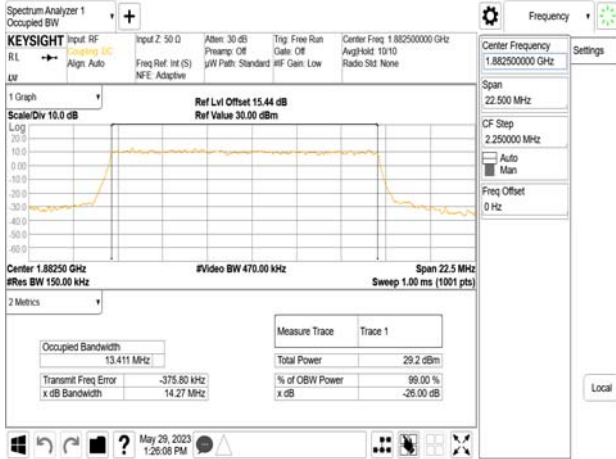 Spectrum Analyzer 1
Occupied BW
Frequency
KEYSIGHT
Input: RF
Coupling: DC
Align: Auto
Input Z: 50 Ω
Freq Ref: Int (S)
NFE: Adaptive
Atten: 30 dB
Preamp: Off
µW Path: Standard
Trig: Free Run
Gate: Off
#IF Gain: Low
Center Freq: 1.882500000 GHz
Avg|Hold: 10/10
Radio Std: None
RL
Center Frequency
1.882500000 GHz
Settings
Span
22.500 MHz
CF Step
2.250000 MHz
Auto
Man
Freq Offset
0 Hz
Local
1 Graph
Scale/Div 10.0 dB
Ref Lvl Offset 15.44 dB
Ref Value 30.00 dBm
Log
20.0
10.0
0.00
-10.0
-20.0
-30.0
-40.0
-50.0
-60.0
Center 1.88250 GHz
#Res BW 150.00 kHz
#Video BW 470.00 kHz
Span 22.5 MHz
Sweep 1.00 ms (1001 pts)
2 Metrics
Occupied Bandwidth
13.411 MHz
Transmit Freq Error -375.80 kHz
x dB Bandwidth 14.27 MHz
Measure Trace Trace 1
Total Power 29.2 dBm
% of OBW Power 99.00 %
x dB -26.00 dB
May 29, 2023
1:26:08 PM